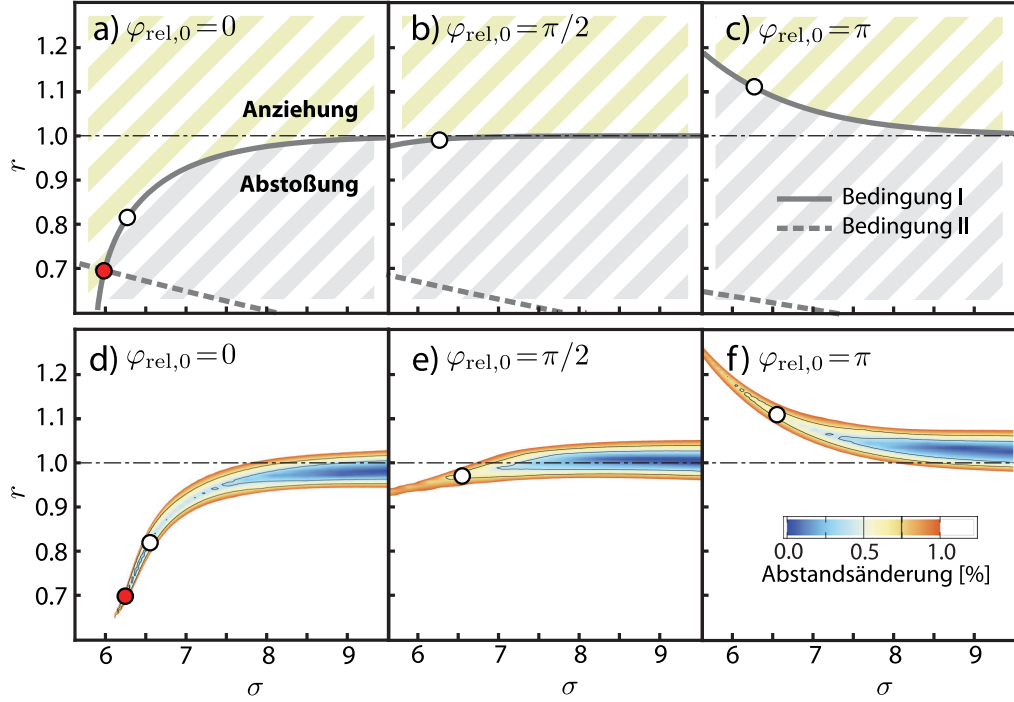 a) φrel,0 = 0
b) φrel,0 = π/2
c) φrel,0 = π
1.2
1.1
1.0
0.9
0.8
0.7
r
Anziehung
Abstoßung
Bedingung I
Bedingung II
d) φrel,0 = 0
e) φrel,0 = π/2
f) φrel,0 = π
1.2
1.1
1.0
0.9
0.8
0.7
r
0.0 0.5 1.0
Abstandsänderung [%]
6 7 8 9 6 7 8 9 6 7 8 9
σ σ σ